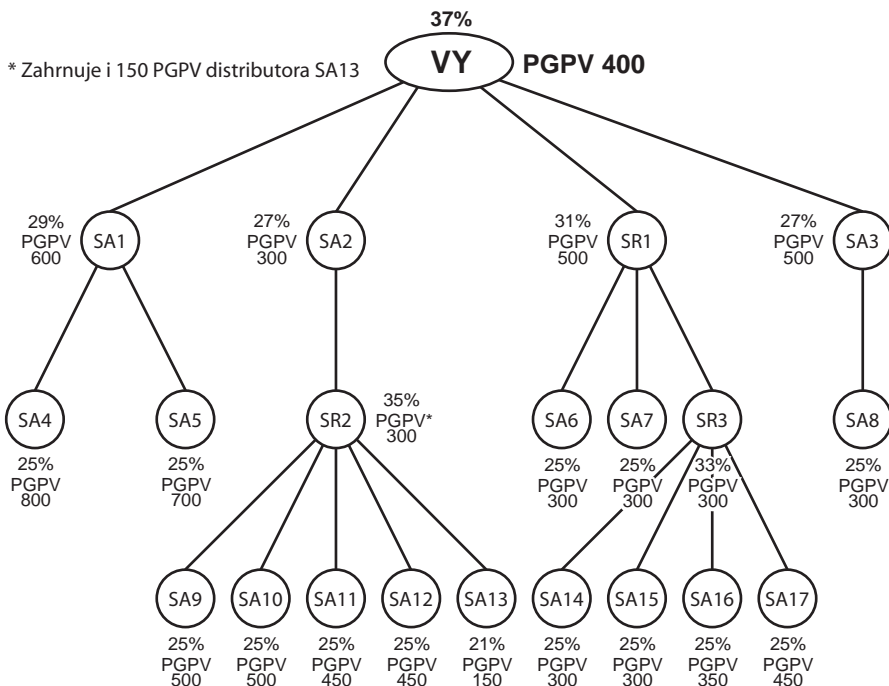 37%
* Zahrnuje i 150 PGPV distributora SA13
VY
PGPV 400
29%
PGPV
600
SA1
27%
PGPV
300
SA2
31%
PGPV
500
SR1
27%
PGPV
500
SA3
SA4
25%
PGPV
800
SA5
25%
PGPV
700
SR2
35%
PGPV*
300
SA6
25%
PGPV
300
SA7
25%
PGPV
300
SR3
33%
PGPV
300
SA8
25%
PGPV
300
SA9
25%
PGPV
500
SA10
25%
PGPV
500
SA11
25%
PGPV
450
SA12
25%
PGPV
450
SA13
21%
PGPV
150
SA14
25%
PGPV
300
SA15
25%
PGPV
300
SA16
25%
PGPV
350
SA17
25%
PGPV
450